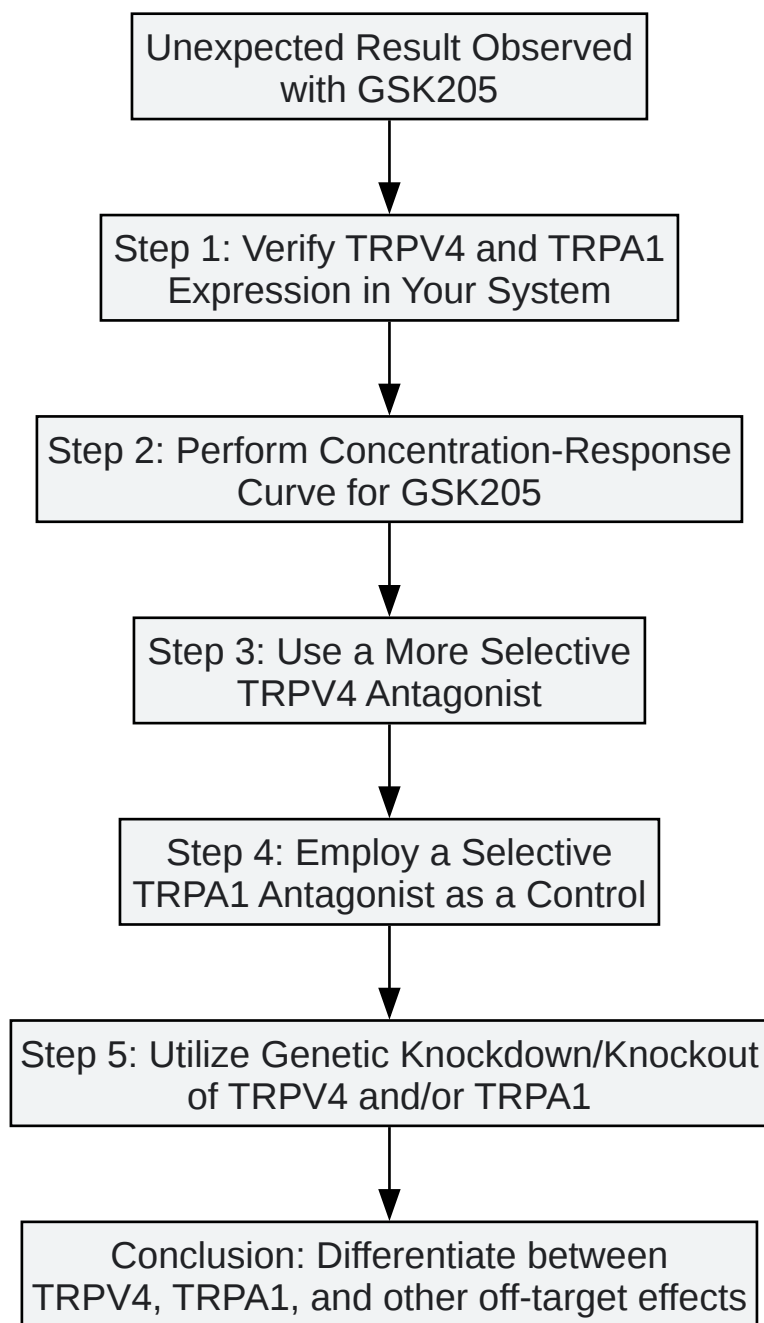 Unexpected Result Observed
with GSK205
Step 1: Verify TRPV4 and TRPA1
Expression in Your System
Step 2: Perform Concentration-Response
Curve for GSK205
Step 3: Use a More Selective
TRPV4 Antagonist
Step 4: Employ a Selective
TRPA1 Antagonist as a Control
Step 5: Utilize Genetic Knockdown/Knockout
of TRPV4 and/or TRPA1
Conclusion: Differentiate between
TRPV4, TRPA1, and other off-target effects